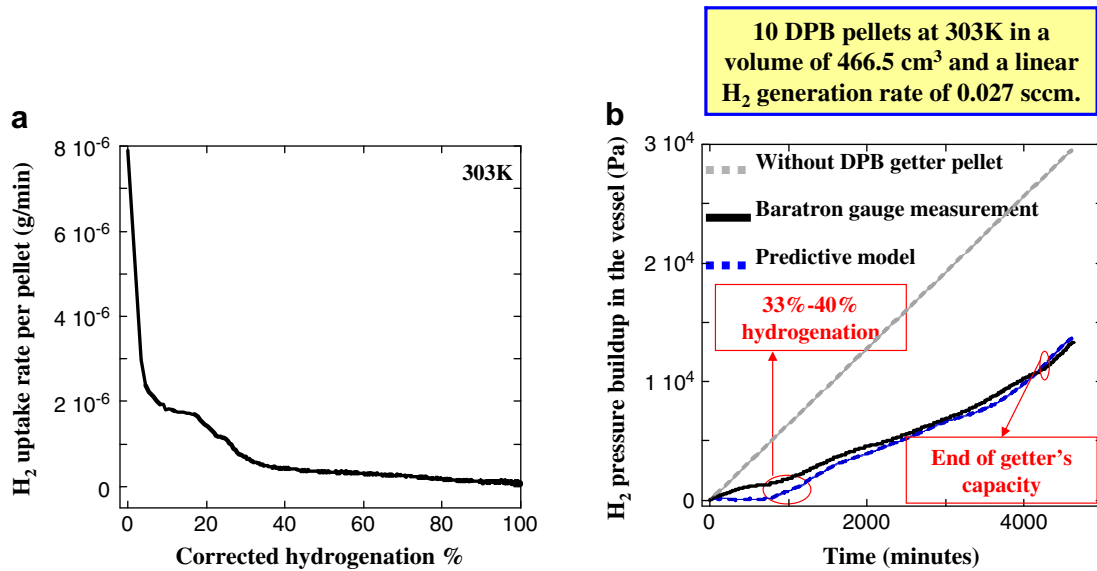 10 DPB pellets at 303K in a
volume of 466.5 cm³ and a linear
H₂ generation rate of 0.027 sccm.
a
H₂ uptake rate per pellet (g/min)
8 10⁻⁶
6 10⁻⁶
4 10⁻⁶
2 10⁻⁶
0
303K
0
20
40
60
80
100
Corrected hydrogenation %
b
H₂ pressure buildup in the vessel (Pa)
3 10⁴
2 10⁴
1 10⁴
0
Without DPB getter pellet
Baratron gauge measurement
Predictive model
33%-40%
hydrogenation
End of getter's
capacity
0
2000
4000
Time (minutes)